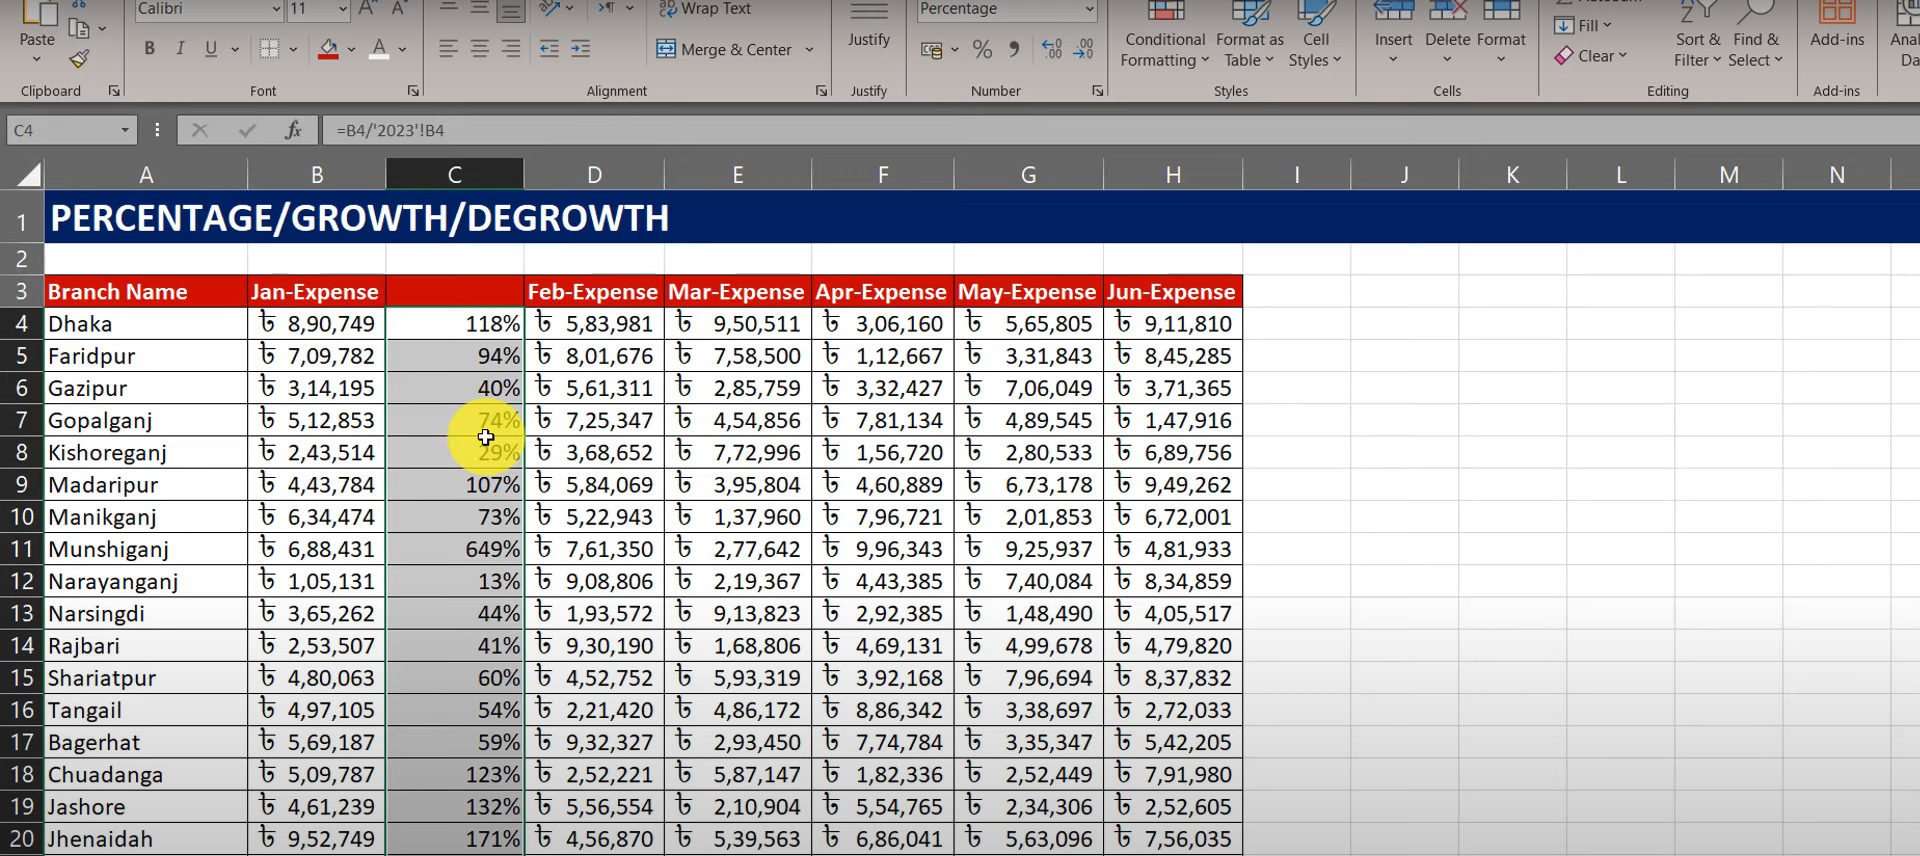 Calibri 11 Wrap Text Percentage
Paste B I U A Merge & Center Justify % Conditional Formatting Format as Table Cell Styles Insert Delete Format Fill Clear Sort & Filter Find & Select Add-ins
Clipboard Font Alignment Justify Number Styles Cells Editing Add-ins
C4 fx =B4/'2023'!B4
A B C D E F G H I J K L M N
1 PERCENTAGE/GROWTH/DEGROWTH
2
3 Branch Name Jan-Expense Feb-Expense Mar-Expense Apr-Expense May-Expense Jun-Expense
4 Dhaka ৳ 8,90,749 118% ৳ 5,83,981 ৳ 9,50,511 ৳ 3,06,160 ৳ 5,65,805 ৳ 9,11,810
5 Faridpur ৳ 7,09,782 94% ৳ 8,01,676 ৳ 7,58,500 ৳ 1,12,667 ৳ 3,31,843 ৳ 8,45,285
6 Gazipur ৳ 3,14,195 40% ৳ 5,61,311 ৳ 2,85,759 ৳ 3,32,427 ৳ 7,06,049 ৳ 3,71,365
7 Gopalganj ৳ 5,12,853 74% ৳ 7,25,347 ৳ 4,54,856 ৳ 7,81,134 ৳ 4,89,545 ৳ 1,47,916
8 Kishoreganj ৳ 2,43,514 29% ৳ 3,68,652 ৳ 7,72,996 ৳ 1,56,720 ৳ 2,80,533 ৳ 6,89,756
9 Madaripur ৳ 4,43,784 107% ৳ 5,84,069 ৳ 3,95,804 ৳ 4,60,889 ৳ 6,73,178 ৳ 9,49,262
10 Manikganj ৳ 6,34,474 73% ৳ 5,22,943 ৳ 1,37,960 ৳ 7,96,721 ৳ 2,01,853 ৳ 6,72,001
11 Munshiganj ৳ 6,88,431 649% ৳ 7,61,350 ৳ 2,77,642 ৳ 9,96,343 ৳ 9,25,937 ৳ 4,81,933
12 Narayanganj ৳ 1,05,131 13% ৳ 9,08,806 ৳ 2,19,367 ৳ 4,43,385 ৳ 7,40,084 ৳ 8,34,859
13 Narsingdi ৳ 3,65,262 44% ৳ 1,93,572 ৳ 9,13,823 ৳ 2,92,385 ৳ 1,48,490 ৳ 4,05,517
14 Rajbari ৳ 2,53,507 41% ৳ 9,30,190 ৳ 1,68,806 ৳ 4,69,131 ৳ 4,99,678 ৳ 4,79,820
15 Shariatpur ৳ 4,80,063 60% ৳ 4,52,752 ৳ 5,93,319 ৳ 3,92,168 ৳ 7,96,694 ৳ 8,37,832
16 Tangail ৳ 4,97,105 54% ৳ 2,21,420 ৳ 4,86,172 ৳ 8,86,342 ৳ 3,38,697 ৳ 2,72,033
17 Bagerhat ৳ 5,69,187 59% ৳ 9,32,327 ৳ 2,93,450 ৳ 7,74,784 ৳ 3,35,347 ৳ 5,42,205
18 Chuadanga ৳ 5,09,787 123% ৳ 2,52,221 ৳ 5,87,147 ৳ 1,82,336 ৳ 2,52,449 ৳ 7,91,980
19 Jashore ৳ 4,61,239 132% ৳ 5,56,554 ৳ 2,10,904 ৳ 5,54,765 ৳ 2,34,306 ৳ 2,52,605
20 Jhenaidah ৳ 9,52,749 171% ৳ 4,56,870 ৳ 5,39,563 ৳ 6,86,041 ৳ 5,63,096 ৳ 7,56,035